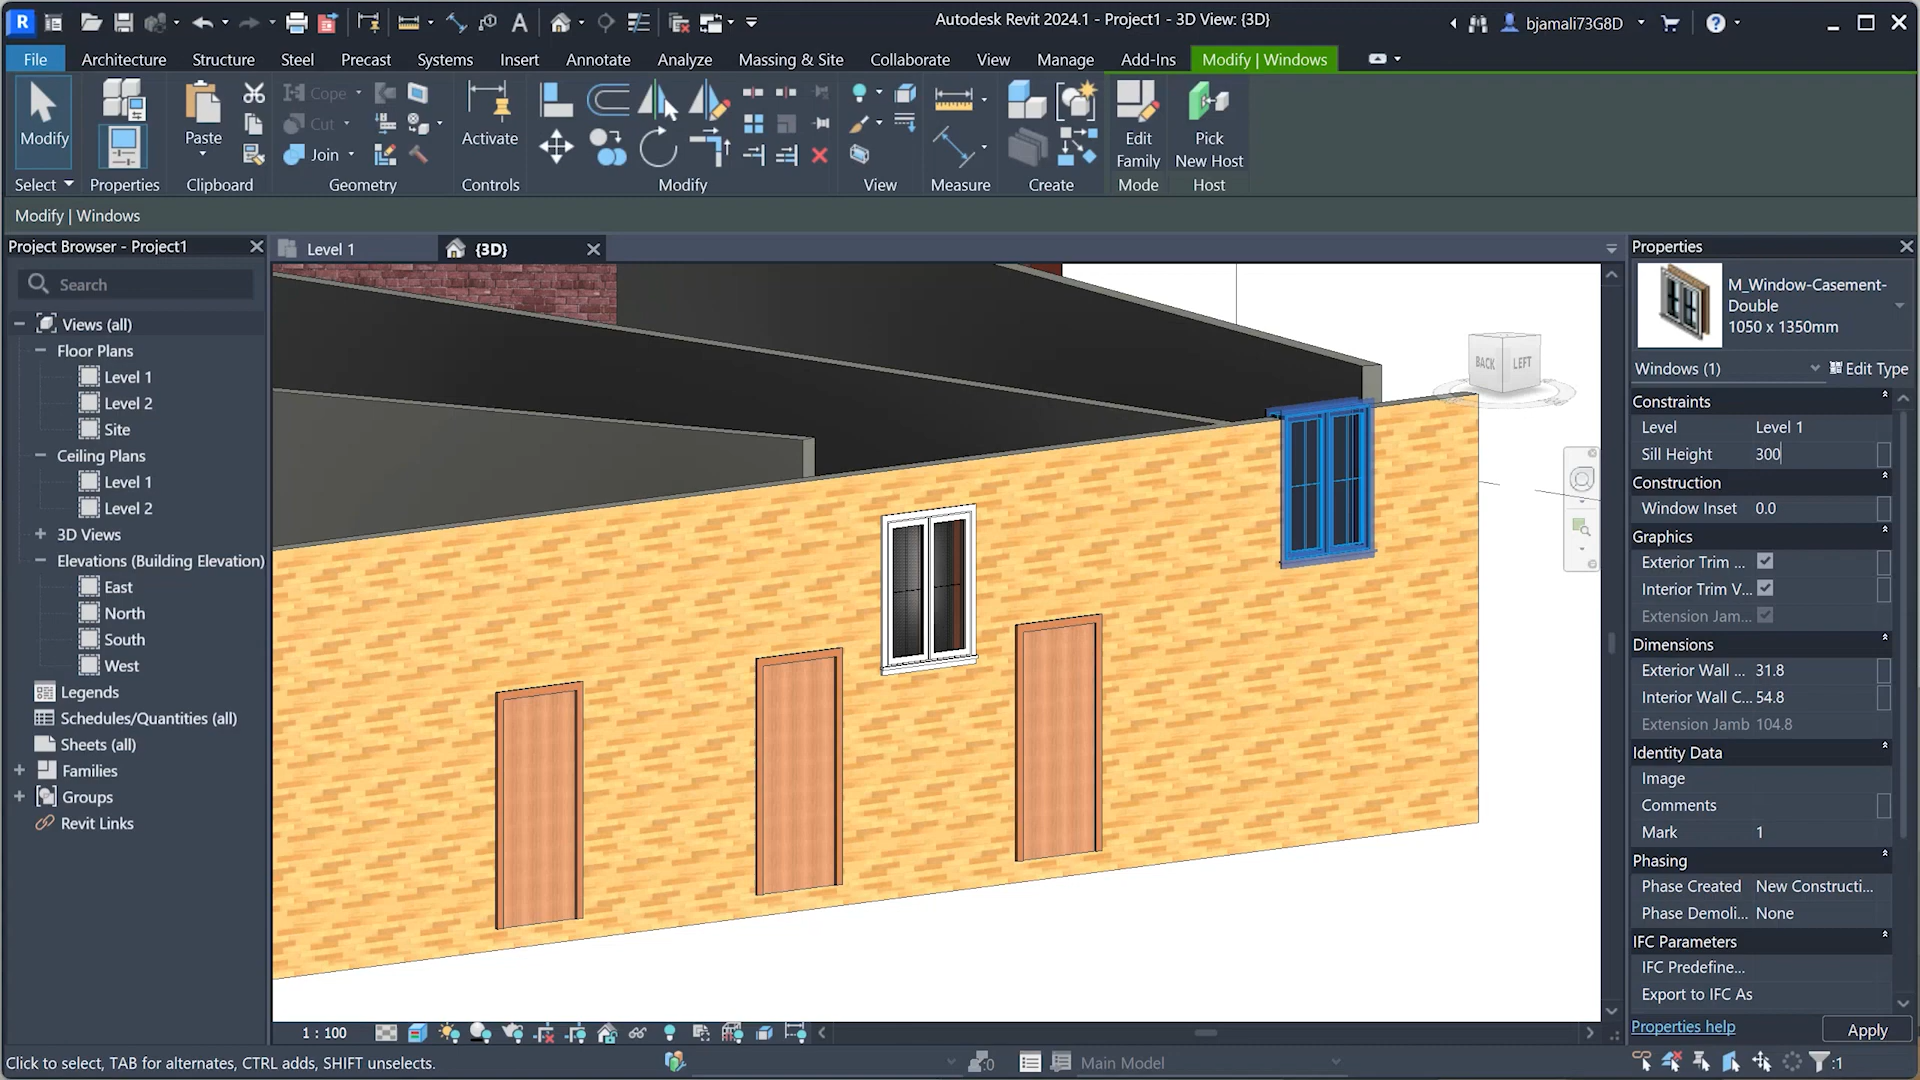 Autodesk Revit 2024.1 - Project1 - 3D View: {3D}
bjamali73G8D
File Architecture Structure Steel Precast Systems Insert Annotate Analyze Massing & Site Collaborate View Manage Add-Ins Modify | Windows
Modify
Paste
Cope
Cut
Join
Activate
Edit
Family
Pick
New Host
Select Properties Clipboard Geometry Controls Modify View Measure Create Mode Host
Modify | Windows
Project Browser - Project1
Search
Views (all)
Floor Plans
Level 1
Level 2
Site
Ceiling Plans
Level 1
Level 2
3D Views
Elevations (Building Elevation)
East
North
South
West
Legends
Schedules/Quantities (all)
Sheets (all)
Families
Groups
Revit Links
Level 1
{3D}
BACK LEFT
Properties
M_Window-Casement-
Double
1050 x 1350mm
Windows (1) Edit Type
Constraints
Level Level 1
Sill Height 300
Construction
Window Inset 0.0
Graphics
Exterior Trim ...
Interior Trim V...
Extension Jam...
Dimensions
Exterior Wall ... 31.8
Interior Wall C... 54.8
Extension Jamb 104.8
Identity Data
Image
Comments
Mark 1
Phasing
Phase Created New Constructi...
Phase Demoli... None
IFC Parameters
IFC Predefine...
Export to IFC As
Properties help Apply
1 : 100
Click to select, TAB for alternates, CTRL adds, SHIFT unselects.
:0
Main Model
:1